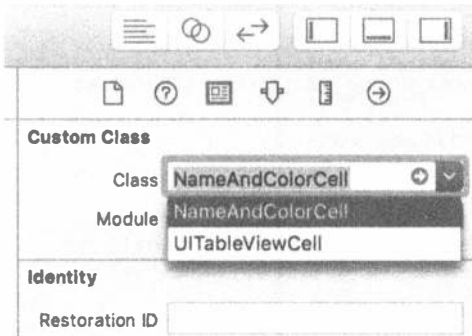 Custom Class
Class NameAndColorCell
Module NameAndColorCell
UITableViewCell
Identity
Restoration ID